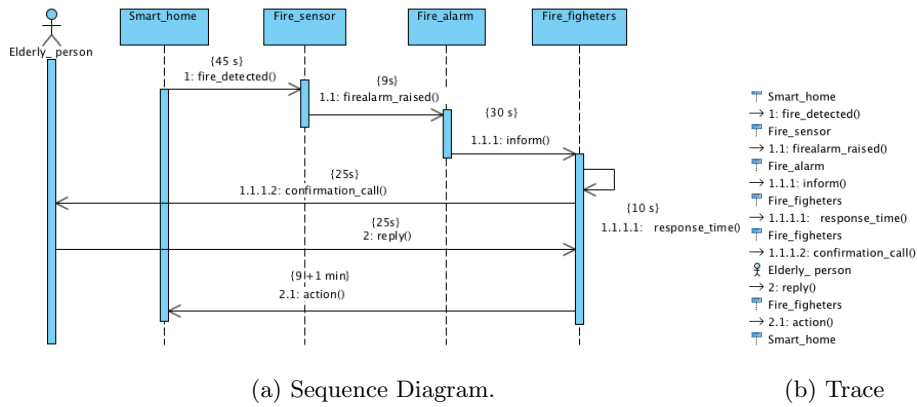 Smart_home
Fire_sensor
Fire_alarm
Fire_figheters
Elderly_ person
{45 s}
1: fire_detected()
{9s}
1.1: firealarm_raised()
{30 s}
1.1.1: inform()
{25s}
1.1.1.2: confirmation_call()
{10 s}
1.1.1.1: response_time()
{25s}
2: reply()
{9 +1 min}
2.1: action()
(a) Sequence Diagram.
Smart_home
→ 1: fire_detected()
Fire_sensor
→ 1.1: firealarm_raised()
Fire_alarm
→ 1.1.1: inform()
Fire_figheters
→ 1.1.1.1: response_time()
Fire_figheters
→ 1.1.1.2: confirmation_call()
Elderly_ person
→ 2: reply()
Fire_figheters
→ 2.1: action()
Smart_home
(b) Trace